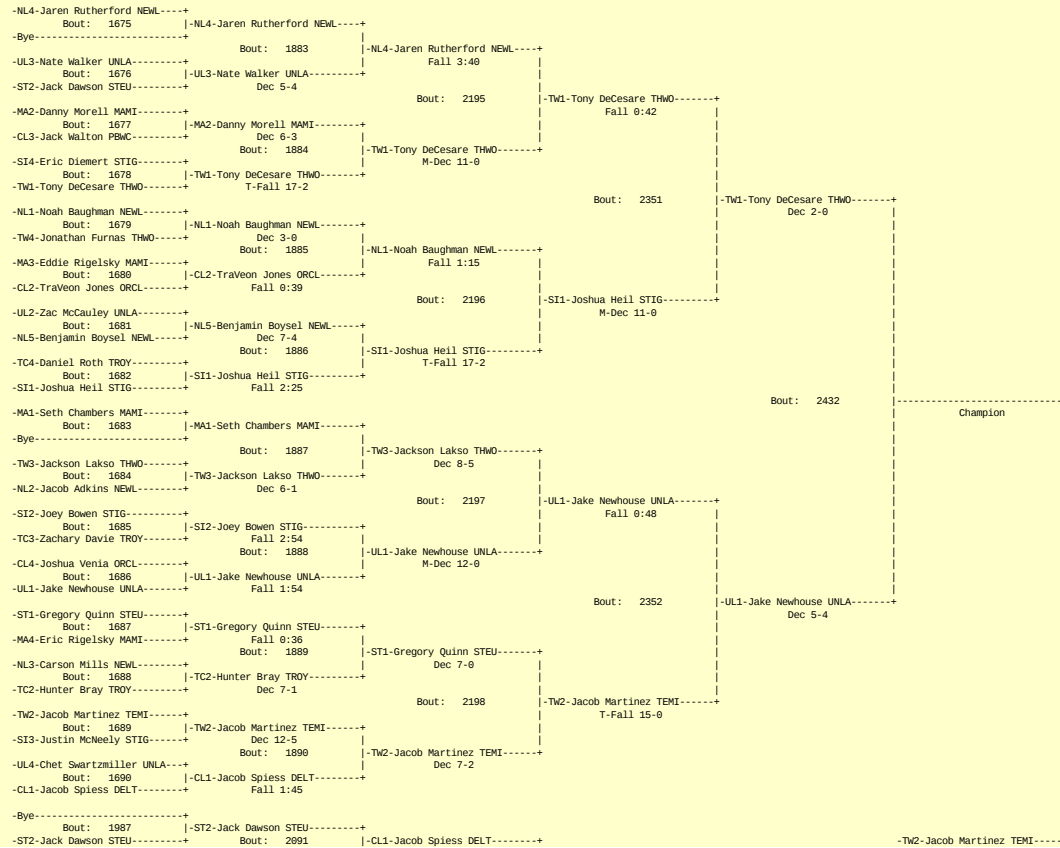 -NL4-Jaren Rutherford NEWL----+
Bout: 1675 |-NL4-Jaren Rutherford NEWL----+
-Bye--------------------------+ |
Bout: 1883 |-NL4-Jaren Rutherford NEWL----+
-UL3-Nate Walker UNLA---------+ | Fall 3:40 |
Bout: 1676 |-UL3-Nate Walker UNLA---------+ |
-ST2-Jack Dawson STEU---------+ Dec 5-4 |
Bout: 2195 |-TW1-Tony DeCesare THWO-------+
-MA2-Danny Morell MAMI--------+ | Fall 0:42 |
Bout: 1677 |-MA2-Danny Morell MAMI--------+ | |
-CL3-Jack Walton PBWC---------+ Dec 6-3 | | |
Bout: 1884 |-TW1-Tony DeCesare THWO-------+ |
-SI4-Eric Diemert STIG--------+ | M-Dec 11-0 |
Bout: 1678 |-TW1-Tony DeCesare THWO-------+ |
-TW1-Tony DeCesare THWO-------+ T-Fall 17-2 |
Bout: 2351 |-TW1-Tony DeCesare THWO-------+
-NL1-Noah Baughman NEWL-------+ | Dec 2-0 |
Bout: 1679 |-NL1-Noah Baughman NEWL-------+ | |
-TW4-Jonathan Furnas THWO-----+ Dec 3-0 | | |
Bout: 1885 |-NL1-Noah Baughman NEWL-------+ | |
-MA3-Eddie Rigelsky MAMI------+ | Fall 1:15 | | |
Bout: 1680 |-CL2-TraVeon Jones ORCL-------+ | | |
-CL2-TraVeon Jones ORCL-------+ Fall 0:39 | | |
Bout: 2196 |-SI1-Joshua Heil STIG---------+ |
-UL2-Zac McCauley UNLA--------+ | M-Dec 11-0 |
Bout: 1681 |-NL5-Benjamin Boysel NEWL-----+ | |
-NL5-Benjamin Boysel NEWL-----+ Dec 7-4 | | |
Bout: 1886 |-SI1-Joshua Heil STIG---------+ |
-TC4-Daniel Roth TROY---------+ | T-Fall 17-2 |
Bout: 1682 |-SI1-Joshua Heil STIG---------+ |
-SI1-Joshua Heil STIG---------+ Fall 2:25 |
Bout: 2432 |-----------------------------
-MA1-Seth Chambers MAMI-------+ | Champion
Bout: 1683 |-MA1-Seth Chambers MAMI-------+ |
-Bye--------------------------+ | |
Bout: 1887 |-TW3-Jackson Lakso THWO-------+ |
-TW3-Jackson Lakso THWO-------+ | Dec 8-5 | |
Bout: 1684 |-TW3-Jackson Lakso THWO-------+ | |
-NL2-Jacob Adkins NEWL--------+ Dec 6-1 | |
Bout: 2197 |-UL1-Jake Newhouse UNLA-------+ |
-SI2-Joey Bowen STIG----------+ | Fall 0:48 | |
Bout: 1685 |-SI2-Joey Bowen STIG----------+ | | |
-TC3-Zachary Davie TROY-------+ Fall 2:54 | | | |
Bout: 1888 |-UL1-Jake Newhouse UNLA-------+ | |
-CL4-Joshua Venia ORCL--------+ | M-Dec 12-0 | |
Bout: 1686 |-UL1-Jake Newhouse UNLA-------+ | |
-UL1-Jake Newhouse UNLA-------+ Fall 1:54 | |
Bout: 2352 |-UL1-Jake Newhouse UNLA-------+
-ST1-Gregory Quinn STEU-------+ | Dec 5-4
Bout: 1687 |-ST1-Gregory Quinn STEU-------+ |
-MA4-Eric Rigelsky MAMI-------+ Fall 0:36 | |
Bout: 1889 |-ST1-Gregory Quinn STEU-------+ |
-NL3-Carson Mills NEWL--------+ | Dec 7-0 | |
Bout: 1688 |-TC2-Hunter Bray TROY---------+ | |
-TC2-Hunter Bray TROY---------+ Dec 7-1 | |
Bout: 2198 |-TW2-Jacob Martinez TEMI------+
-TW2-Jacob Martinez TEMI------+ | T-Fall 15-0
Bout: 1689 |-TW2-Jacob Martinez TEMI------+ |
-SI3-Justin McNeely STIG------+ Dec 12-5 | |
Bout: 1890 |-TW2-Jacob Martinez TEMI------+
-UL4-Chet Swartzmiller UNLA---+ | Dec 7-2
Bout: 1690 |-CL1-Jacob Spiess DELT--------+
-CL1-Jacob Spiess DELT--------+ Fall 1:45
-Bye--------------------------+
Bout: 1987 |-ST2-Jack Dawson STEU---------+
-ST2-Jack Dawson STEU---------+ Bout: 2091 |-CL1-Jacob Spiess DELT--------+ -TW2-Jacob Martinez TEMI-----